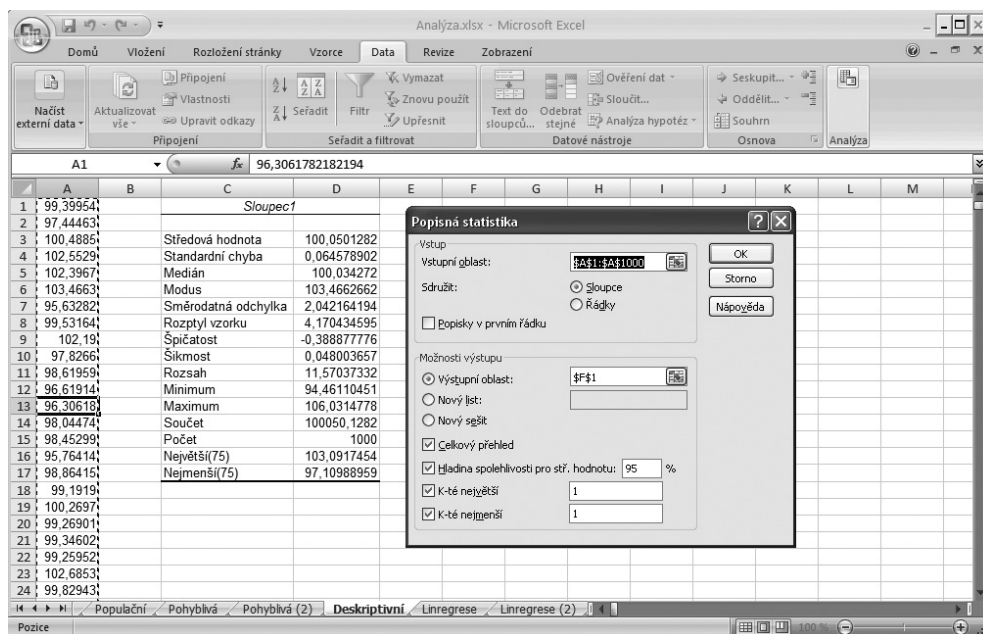 Analýza.xlsx - Microsoft Excel
Domů Vložení Rozložení stránky Vzorce Data Revize Zobrazení
Načíst externí data
Aktualizovat vše
Připojení
Vlastnosti
Upravit odkazy
Připojení
Seřadit
Filtr
Vymazat
Znovu použít
Upřesnit
Seřadit a filtrovat
Text do sloupců...
Odebrat stejné
Ověření dat
Sloučit...
Analýza hypotéz
Datové nástroje
Seskupit...
Oddělit...
Souhrn
Osnova
Analýza
A1 fx 96,3061782182194
A B C D E F G H I J K L M
1 99,39954 Sloupec1
2 97,44463
3 100,4885 Středová hodnota 100,0501282
4 102,5529 Standardní chyba 0,064578902
5 102,3967 Medián 100,034272
6 103,4663 Modus 103,4662662
7 95,63282 Směrodatná odchylka 2,042164194
8 99,53164 Rozptyl vzorku 4,170434595
9 102,19 Špičatost -0,388877776
10 97,8266 Šikmost 0,048003657
11 98,61959 Rozsah 11,57037332
12 96,61914 Minimum 94,46110451
13 96,30618 Maximum 106,0314778
14 98,04474 Součet 100050,1282
15 98,45299 Počet 1000
16 95,76414 Největší(75) 103,0917454
17 98,86415 Nejmenší(75) 97,10988959
18 99,1919
19 100,2697
20 99,26901
21 99,34602
22 99,25952
23 102,6853
24 99,82943
Popisná statistika
Vstup
Vstupní oblast: $A$1:$A$1000
Sdružit: Sloupce
Řádky
Popisky v prvním řádku
Možnosti výstupu
Výstupní oblast: $F$1
Nový list:
Nový sešit
Celkový přehled
Hladina spolehlivosti pro stř. hodnotu: 95 %
K-té největší 1
K-té nejmenší 1
OK
Storno
Nápověda
Populační Pohyblivá Pohyblivá (2) Deskriptivní Linregrese Linregrese (2)
Pozice 100 %